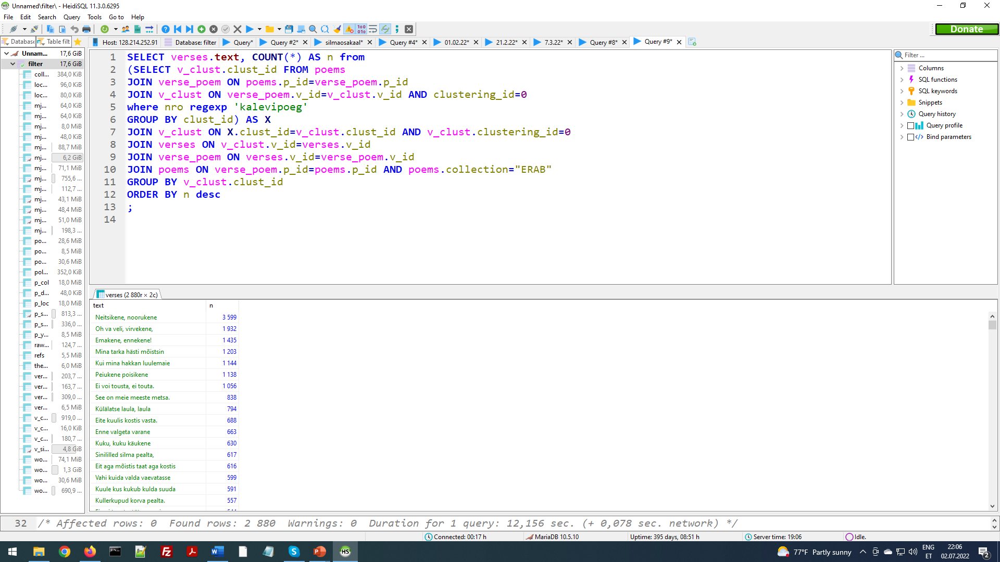 Unnamed\filter\ - HeidiSQL 11.3.0.6295
File Edit Search Query Tools Go to Help
Donate
Database Table filt
Host: 128.214.252.91 Database: filter Query* Query #2* silmaosakaal* Query #4* 01.02.22* 21.2.22* 7.3.22* Query #8* Query #9*
Unnam... 17,6 GiB
filter 17,6 GiB
coll... 384,0 KiB
loc... 96,0 KiB
loc... 80,0 KiB
mj... 64,0 KiB
mj... 64,0 KiB
mj... 8,0 MiB
mj... 48,0 KiB
mj... 88,7 MiB
mj... 6,2 GiB
mj... 71,1 MiB
mj... 755,6 ...
mj... 112,7 ...
mj... 43,1 MiB
mj... 48,4 MiB
mj... 51,0 MiB
mj... 198,3 ...
po... 28,6 MiB
po... 8,5 MiB
po... 30,6 MiB
pol... 352,0 KiB
p_col 18,0 MiB
p_d... 48,0 KiB
p_loc 18,0 MiB
p_s... 813,3 ...
p_s... 336,0 ...
p_y... 8,5 MiB
raw... 124,7 ...
refs 5,5 MiB
the... 6,0 MiB
ver... 203,7 ...
ver... 163,7 ...
ver... 309,0 ...
ver... 6,5 MiB
v_c... 919,0 ...
v_c... 16,0 KiB
v_c... 180,7 ...
v_si... 4,8 GiB
wo... 74,1 MiB
wo... 1,3 GiB
wo... 30,6 MiB
wo... 690,9 ...
1 SELECT verses.text, COUNT(*) AS n from
2 (SELECT v_clust.clust_id FROM poems
3 JOIN verse_poem ON poems.p_id=verse_poem.p_id
4 JOIN v_clust ON verse_poem.v_id=v_clust.v_id AND clustering_id=0
5 where nro regexp 'kalevipoeg'
6 GROUP BY clust_id) AS X
7 JOIN v_clust ON X.clust_id=v_clust.clust_id AND v_clust.clustering_id=0
8 JOIN verses ON v_clust.v_id=verses.v_id
9 JOIN verse_poem ON verses.v_id=verse_poem.v_id
10 JOIN poems ON verse_poem.p_id=poems.p_id AND poems.collection="ERAB"
11 GROUP BY v_clust.clust_id
12 ORDER BY n desc
13 ;
14
Filter ...
Columns
SQL functions
SQL keywords
Snippets
Query history
Query profile
Bind parameters
verses (2 880r × 2c)
text n
Neitsikene, noorukene 3 599
Oh va veli, virvekene, 1 932
Emakene, ennekene! 1 435
Mina tarka hästi mõistsin 1 203
Kui mina hakkan luulemaie 1 144
Peiukene poisikene 1 138
Ei voi tousta, ei touta. 1 056
See on meie meeste metsa. 838
Külälatse laula, laula 794
Eite kuulis kostis vasta. 688
Enne valgeta varane 663
Kuku, kuku käukene 630
Sinililled silma pealta, 617
Eit aga mõistis taat aga kostis 616
Vahi kuida valda vaevatasse 599
Kuule kus kukub kulda suuda 591
Kullerkupud korva pealta. 557
32 /* Affected rows: 0 Found rows: 2 880 Warnings: 0 Duration for 1 query: 12,156 sec. (+ 0,078 sec. network) */
Connected: 00:17 h MariaDB 10.5.10 Uptime: 395 days, 08:51 h Server time: 19:06 Idle.
77°F Partly sunny ENG 22:06
ET 02.07.2022 2